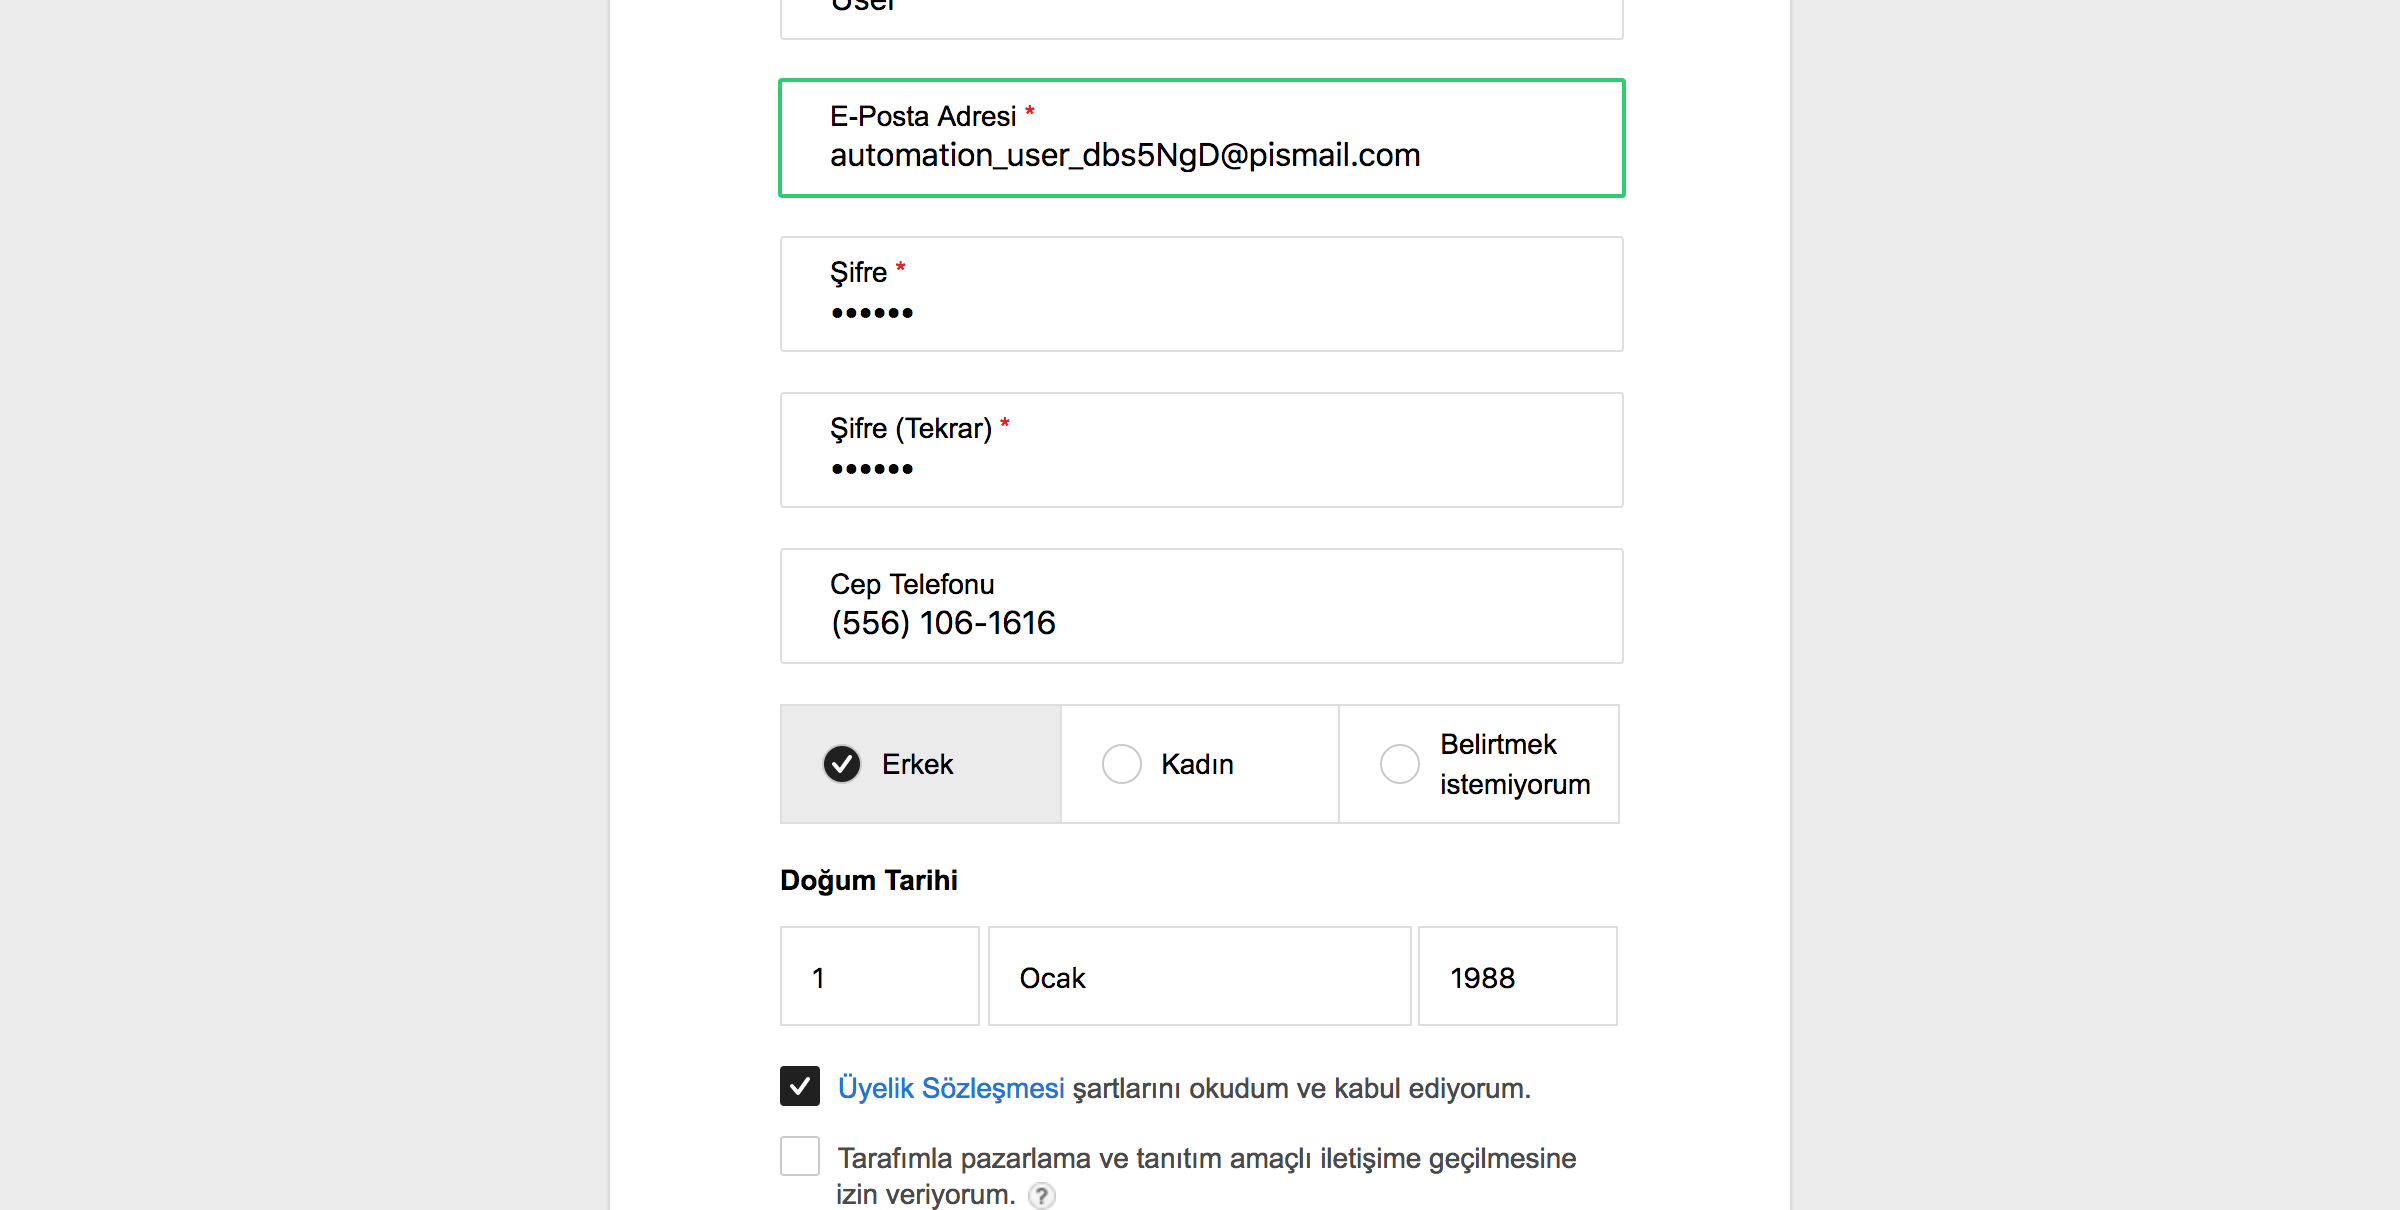 User
E-Posta Adresi *
automation_user_dbs5NgD@pismail.com
Şifre *
••••••
Şifre (Tekrar) *
••••••
Cep Telefonu
(556) 106-1616
Erkek
Kadın
Belirtmek
istemiyorum
Doğum Tarihi
1
Ocak
1988
Üyelik Sözleşmesi şartlarını okudum ve kabul ediyorum.
Tarafımla pazarlama ve tanıtım amaçlı iletişime geçilmesine
izin veriyorum. ?